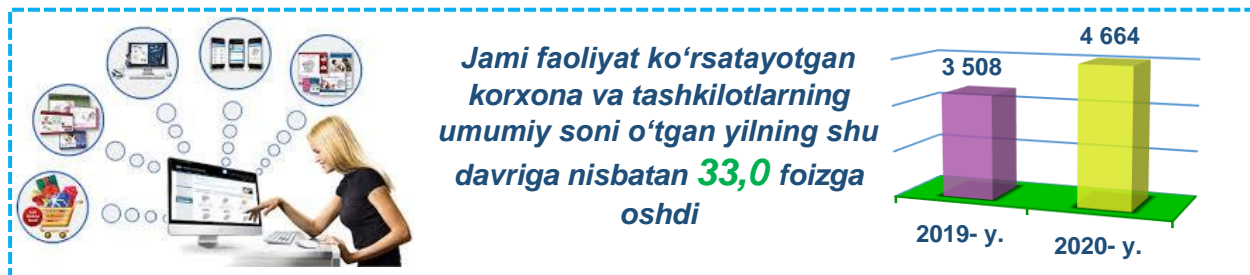 Jami faoliyat ko‘rsatayotgan
korxona va tashkilotlarning
umumiy soni o‘tgan yilning shu
davriga nisbatan 33,0 foizga
oshdi
4 664
3 508
2019- y.
2020- y.